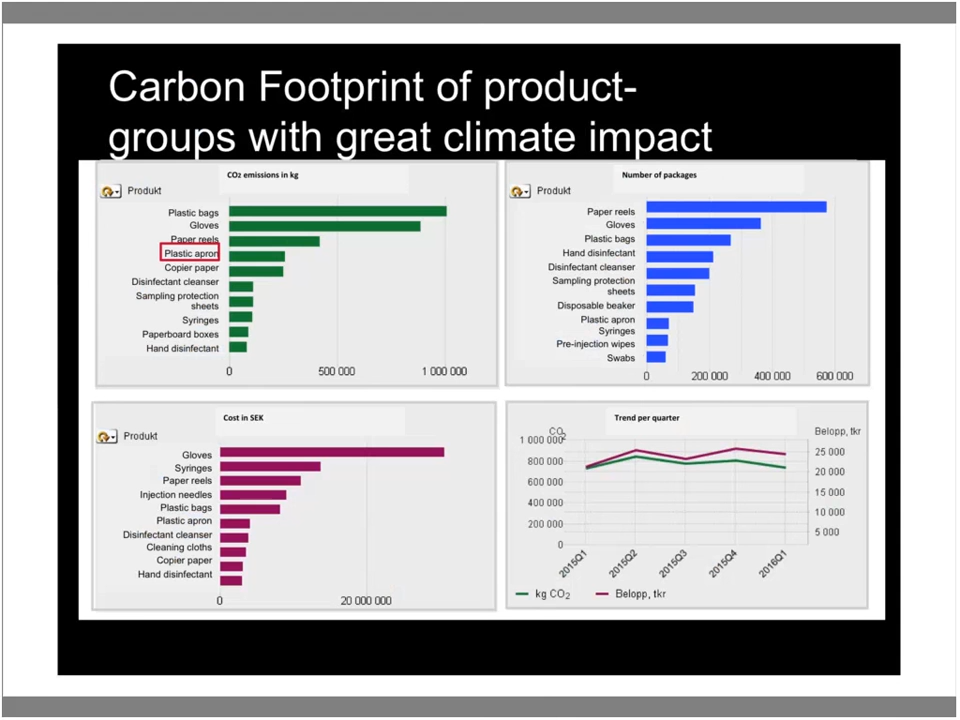 Carbon Footprint of product-
groups with great climate impact
CO2 emissions in kg
Produkt
Plastic bags
Gloves
Paper reels
Plastic apron
Copier paper
Disinfectant cleanser
Sampling protection
sheets
Syringes
Paperboard boxes
Hand disinfectant
0 500 000 1 000 000
Number of packages
Produkt
Paper reels
Gloves
Plastic bags
Hand disinfectant
Disinfectant cleanser
Sampling protection
sheets
Disposable beaker
Plastic apron
Syringes
Pre-injection wipes
Swabs
0 200 000 400 000 600 000
Cost in SEK
Produkt
Gloves
Syringes
Paper reels
Injection needles
Plastic bags
Plastic apron
Disinfectant cleanser
Cleaning cloths
Copier paper
Hand disinfectant
0 20 000 000
Trend per quarter
CO2 Belopp, tkr
1 000 000
800 000
600 000
400 000
200 000
0
25 000
20 000
15 000
10 000
5 000
2015Q1 2015Q2 2015Q3 2015Q4 2016Q1
kg CO2 Belopp, tkr